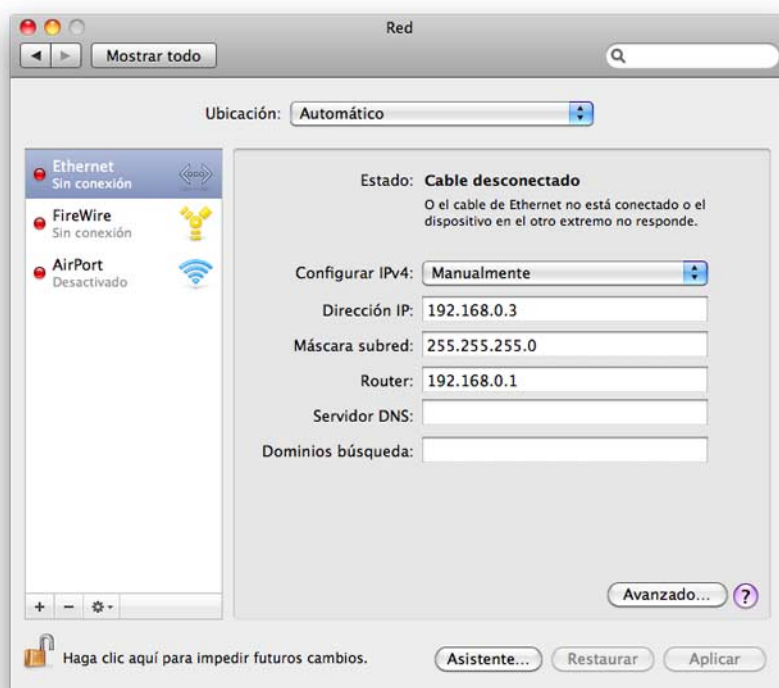 Red
Mostrar todo
Ubicación: Automático
Ethernet
Sin conexión
FireWire
Sin conexión
AirPort
Desactivado
Estado: Cable desconectado
O el cable de Ethernet no está conectado o el
dispositivo en el otro extremo no responde.
Configurar IPv4: Manualmente
Dirección IP: 192.168.0.3
Máscara subred: 255.255.255.0
Router: 192.168.0.1
Servidor DNS:
Dominios búsqueda:
Avanzado... ?
Haga clic aquí para impedir futuros cambios.
Asistente... Restaurar Aplicar